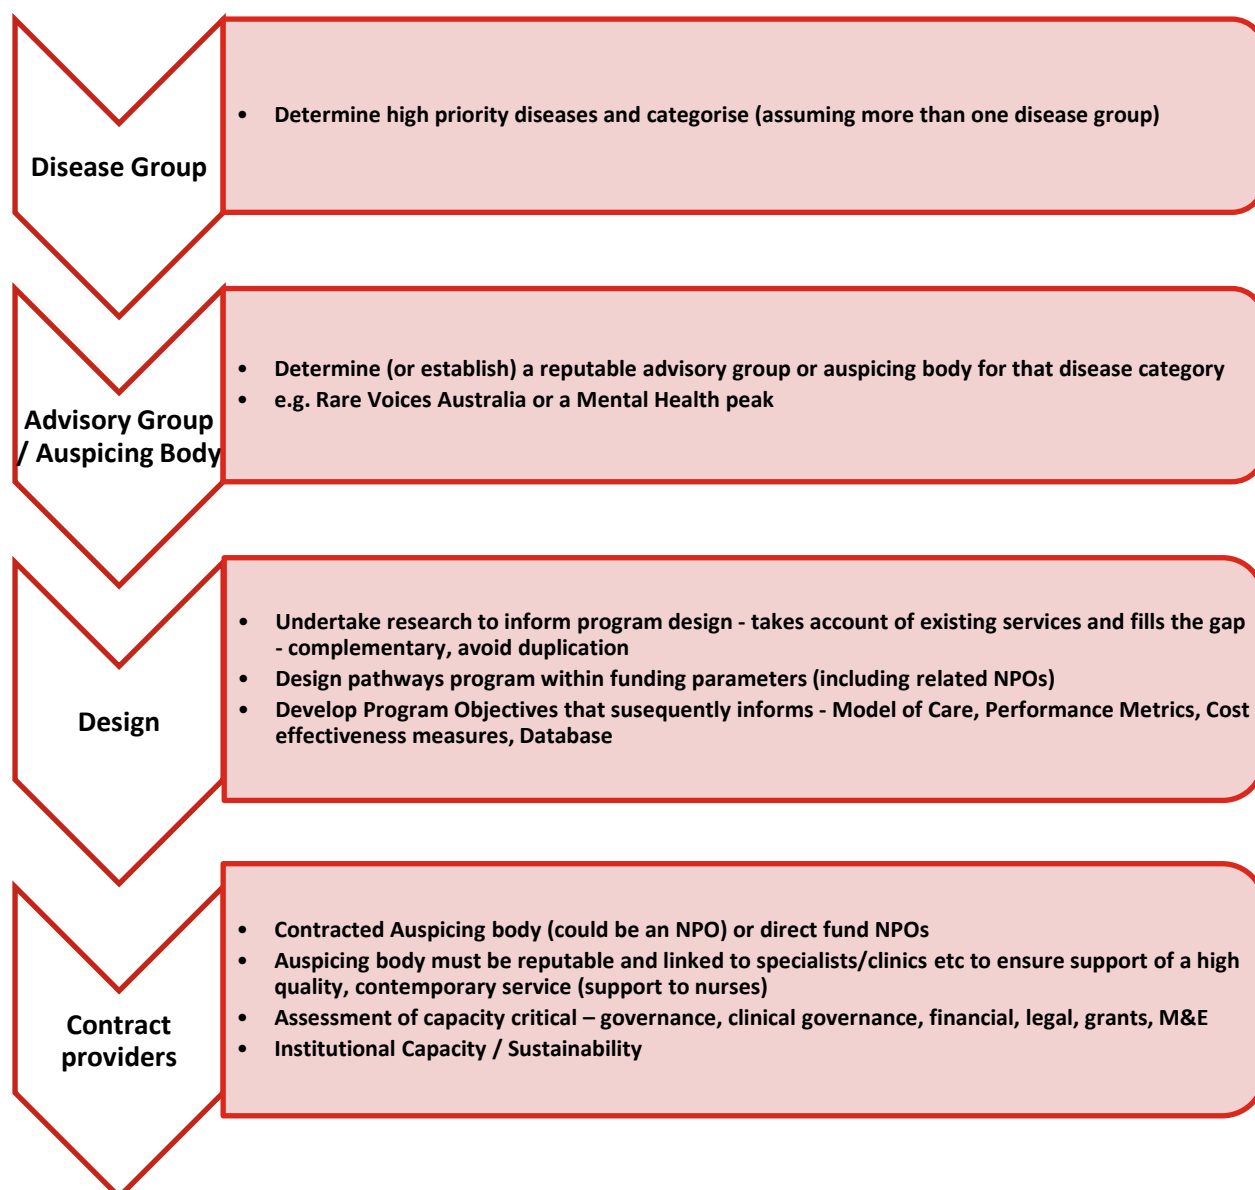 Disease Group
• Determine high priority diseases and categorise (assuming more than one disease group)
Advisory Group
/ Auspicing Body
• Determine (or establish) a reputable advisory group or auspicing body for that disease category
• e.g. Rare Voices Australia or a Mental Health peak
Design
• Undertake research to inform program design - takes account of existing services and fills the gap
- complementary, avoid duplication
• Design pathways program within funding parameters (including related NPOs)
• Develop Program Objectives that susequently informs - Model of Care, Performance Metrics, Cost
effectiveness measures, Database
Contract
providers
• Contracted Auspicing body (could be an NPO) or direct fund NPOs
• Auspicing body must be reputable and linked to specialists/clinics etc to ensure support of a high
quality, contemporary service (support to nurses)
• Assessment of capacity critical – governance, clinical governance, financial, legal, grants, M&E
• Institutional Capacity / Sustainability